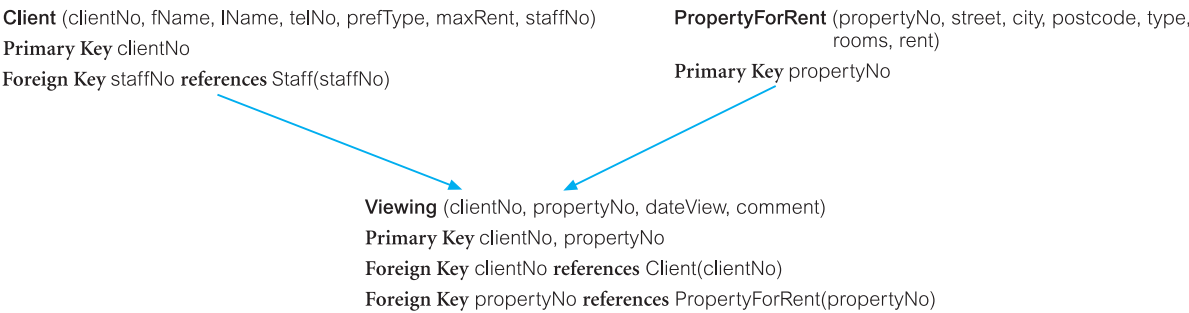 Client (clientNo, fName, lName, telNo, prefType, maxRent, staffNo)
Primary Key clientNo
Foreign Key staffNo references Staff(staffNo)
PropertyForRent (propertyNo, street, city, postcode, type,
rooms, rent)
Primary Key propertyNo
Viewing (clientNo, propertyNo, dateView, comment)
Primary Key clientNo, propertyNo
Foreign Key clientNo references Client(clientNo)
Foreign Key propertyNo references PropertyForRent(propertyNo)